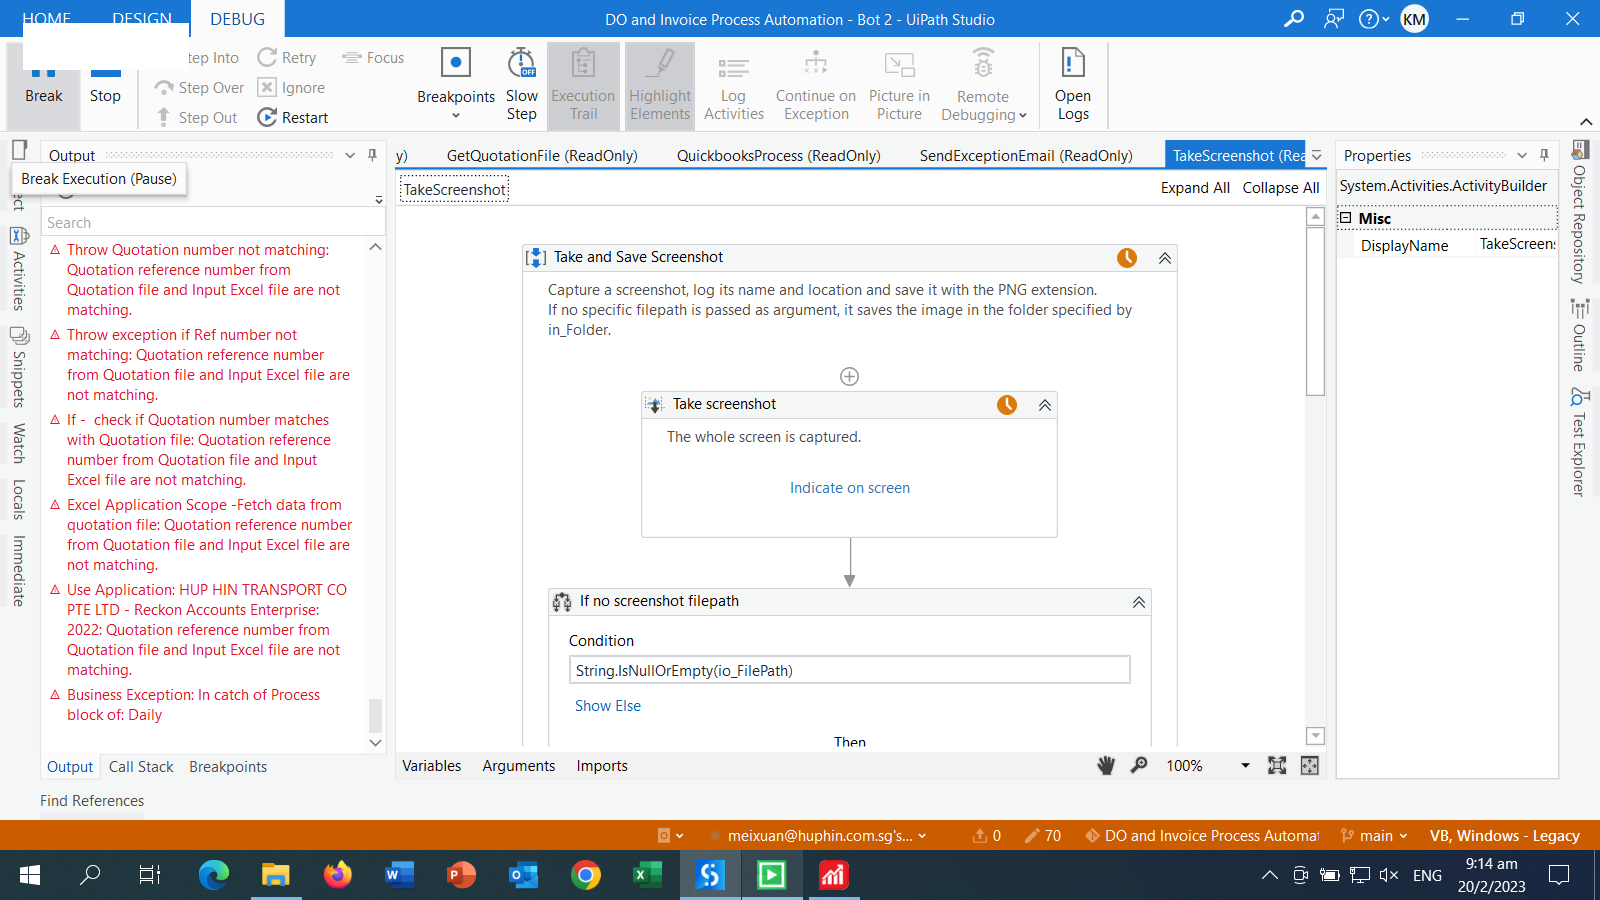 HOME DESIGN DEBUG
DO and Invoice Process Automation - Bot 2 - UiPath Studio
KM
Break
Stop
tep Into
Step Over
Step Out
Retry
Ignore
Restart
Focus
Breakpoints
Slow
Step
OFF
Execution
Trail
Highlight
Elements
Log
Activities
Continue on
Exception
Picture in
Picture
Remote
Debugging
Open
Logs
Output
Break Execution (Pause)
ect
Activities
Snippets
Watch
Locals
Immediate
Search
Throw Quotation number not matching:
Quotation reference number from
Quotation file and Input Excel file are not
matching.
Throw exception if Ref number not
matching: Quotation reference number
from Quotation file and Input Excel file are
not matching.
If - check if Quotation number matches
with Quotation file: Quotation reference
number from Quotation file and Input
Excel file are not matching.
Excel Application Scope -Fetch data from
quotation file: Quotation reference number
from Quotation file and Input Excel file are
not matching.
Use Application: HUP HIN TRANSPORT CO
PTE LTD - Reckon Accounts Enterprise:
2022: Quotation reference number from
Quotation file and Input Excel file are not
matching.
Business Exception: In catch of Process
block of: Daily
Output Call Stack Breakpoints
Find References
y) GetQuotationFile (ReadOnly) QuickbooksProcess (ReadOnly) SendExceptionEmail (ReadOnly) TakeScreenshot (Rea
TakeScreenshot
Expand All Collapse All
Take and Save Screenshot
Capture a screenshot, log its name and location and save it with the PNG extension.
If no specific filepath is passed as argument, it saves the image in the folder specified by
in_Folder.
Take screenshot
The whole screen is captured.
Indicate on screen
If no screenshot filepath
Condition
String.IsNullOrEmpty(io_FilePath)
Show Else
Then
Variables Arguments Imports
100%
Properties
System.Activities.ActivityBuilder
Misc
DisplayName TakeScreens
Object Repository
Outline
Test Explorer
meixuan@huphin.com.sg's...
0
70
DO and Invoice Process Automat
main
VB, Windows - Legacy
ENG
9:14 am
20/2/2023